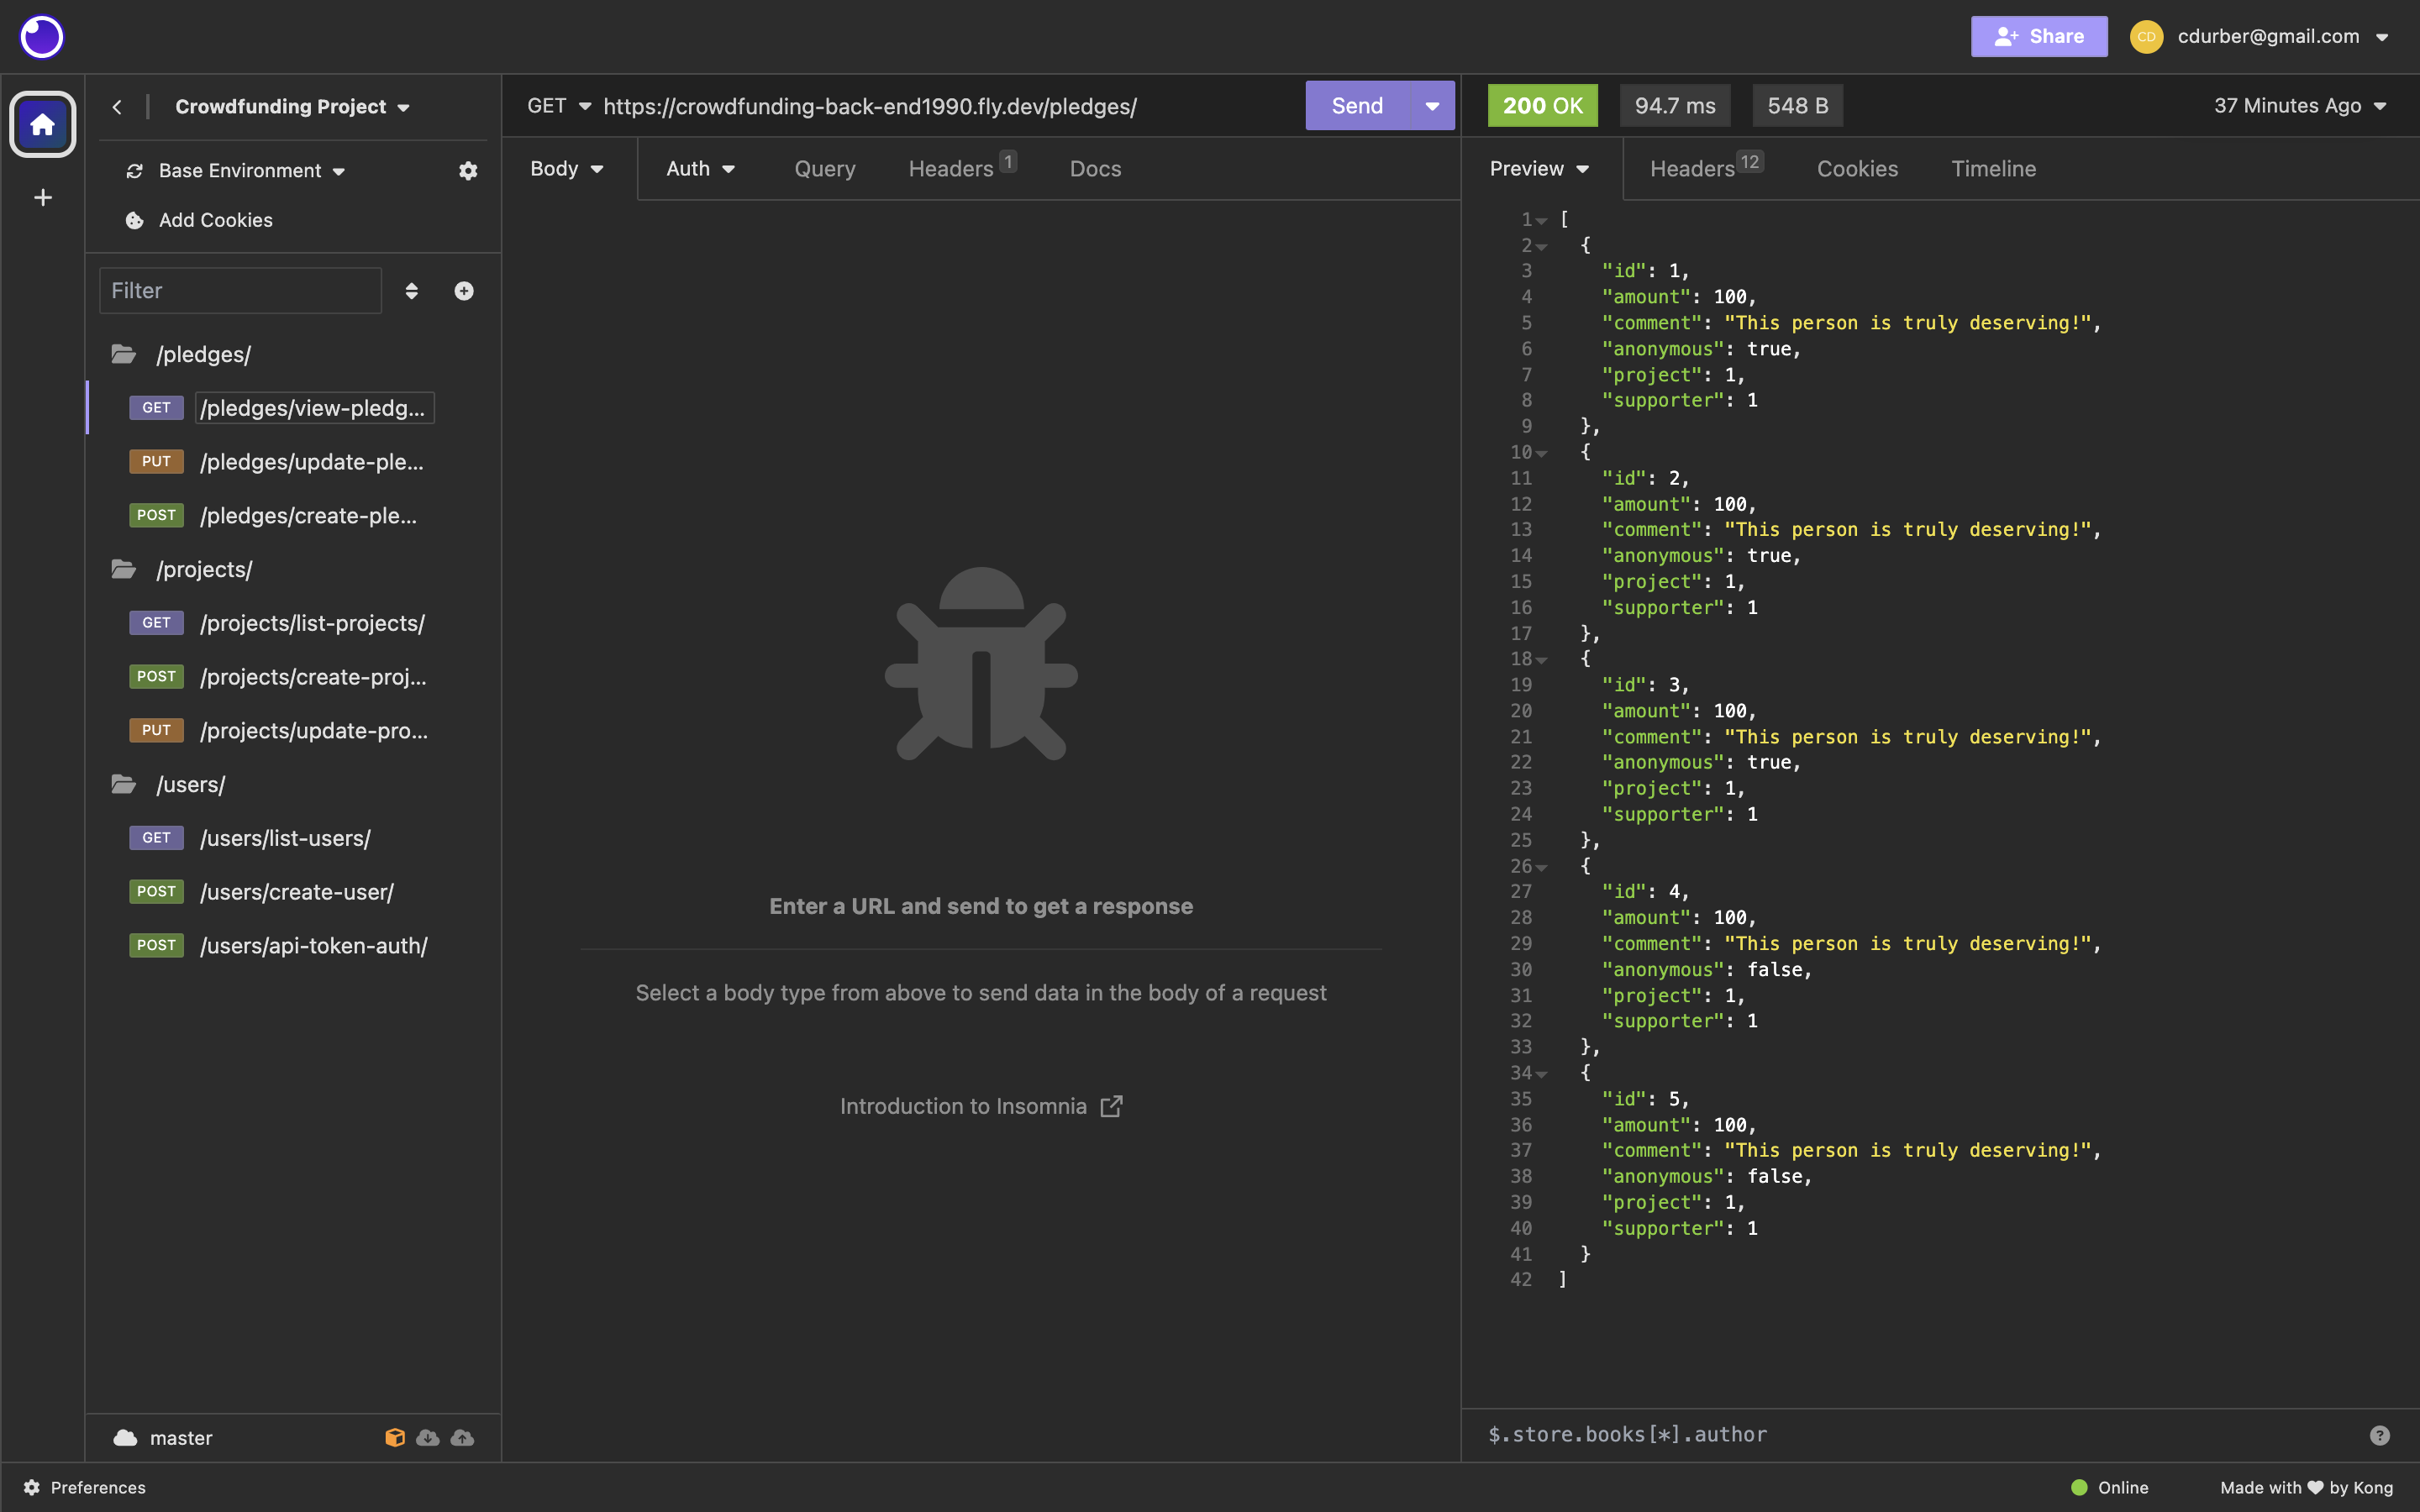 Share
CD
cdurber@gmail.com
Crowdfunding Project
Base Environment
Add Cookies
Filter
/pledges/
GET /pledges/view-pledg...
PUT /pledges/update-ple...
POST /pledges/create-ple...
/projects/
GET /projects/list-projects/
POST /projects/create-proj...
PUT /projects/update-pro...
/users/
GET /users/list-users/
POST /users/create-user/
POST /users/api-token-auth/
master
GET https://crowdfunding-back-end1990.fly.dev/pledges/ Send
Body Auth Query Headers 1 Docs
Enter a URL and send to get a response
Select a body type from above to send data in the body of a request
Introduction to Insomnia
200 OK 94.7 ms 548 B 37 Minutes Ago
Preview Headers 12 Cookies Timeline
1 [
2 {
3 "id": 1,
4 "amount": 100,
5 "comment": "This person is truly deserving!",
6 "anonymous": true,
7 "project": 1,
8 "supporter": 1
9 },
10 {
11 "id": 2,
12 "amount": 100,
13 "comment": "This person is truly deserving!",
14 "anonymous": true,
15 "project": 1,
16 "supporter": 1
17 },
18 {
19 "id": 3,
20 "amount": 100,
21 "comment": "This person is truly deserving!",
22 "anonymous": true,
23 "project": 1,
24 "supporter": 1
25 },
26 {
27 "id": 4,
28 "amount": 100,
29 "comment": "This person is truly deserving!",
30 "anonymous": false,
31 "project": 1,
32 "supporter": 1
33 },
34 {
35 "id": 5,
36 "amount": 100,
37 "comment": "This person is truly deserving!",
38 "anonymous": false,
39 "project": 1,
40 "supporter": 1
41 }
42 ]
$.store.books[*].author
Preferences
Online
Made with ♥ by Kong